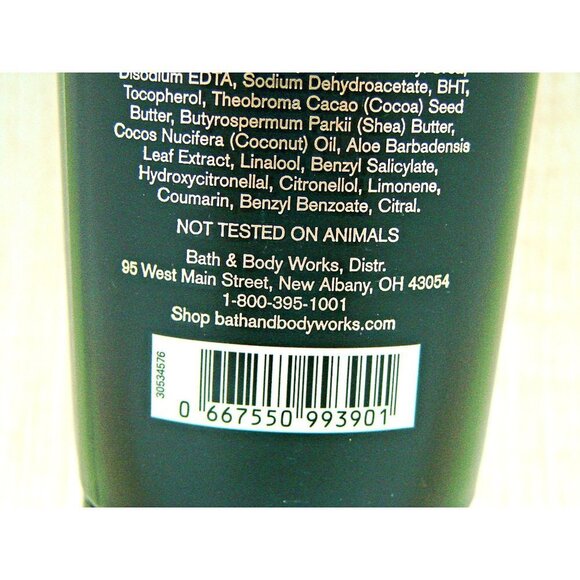 Disodium EDTA, Sodium Dehydroacetate, BHT,
Tocopherol, Theobroma Cacao (Cocoa) Seed
Butter, Butyrospermum Parkii (Shea) Butter,
Cocos Nucifera (Coconut) Oil, Aloe Barbadensis
Leaf Extract, Linalool, Benzyl Salicylate,
Hydroxycitronellal, Citronellol, Limonene,
Coumarin, Benzyl Benzoate, Citral.
NOT TESTED ON ANIMALS
Bath & Body Works, Distr.
95 West Main Street, New Albany, OH 43054
1-800-395-1001
Shop bathandbodyworks.com
30534576
0 667550 993901